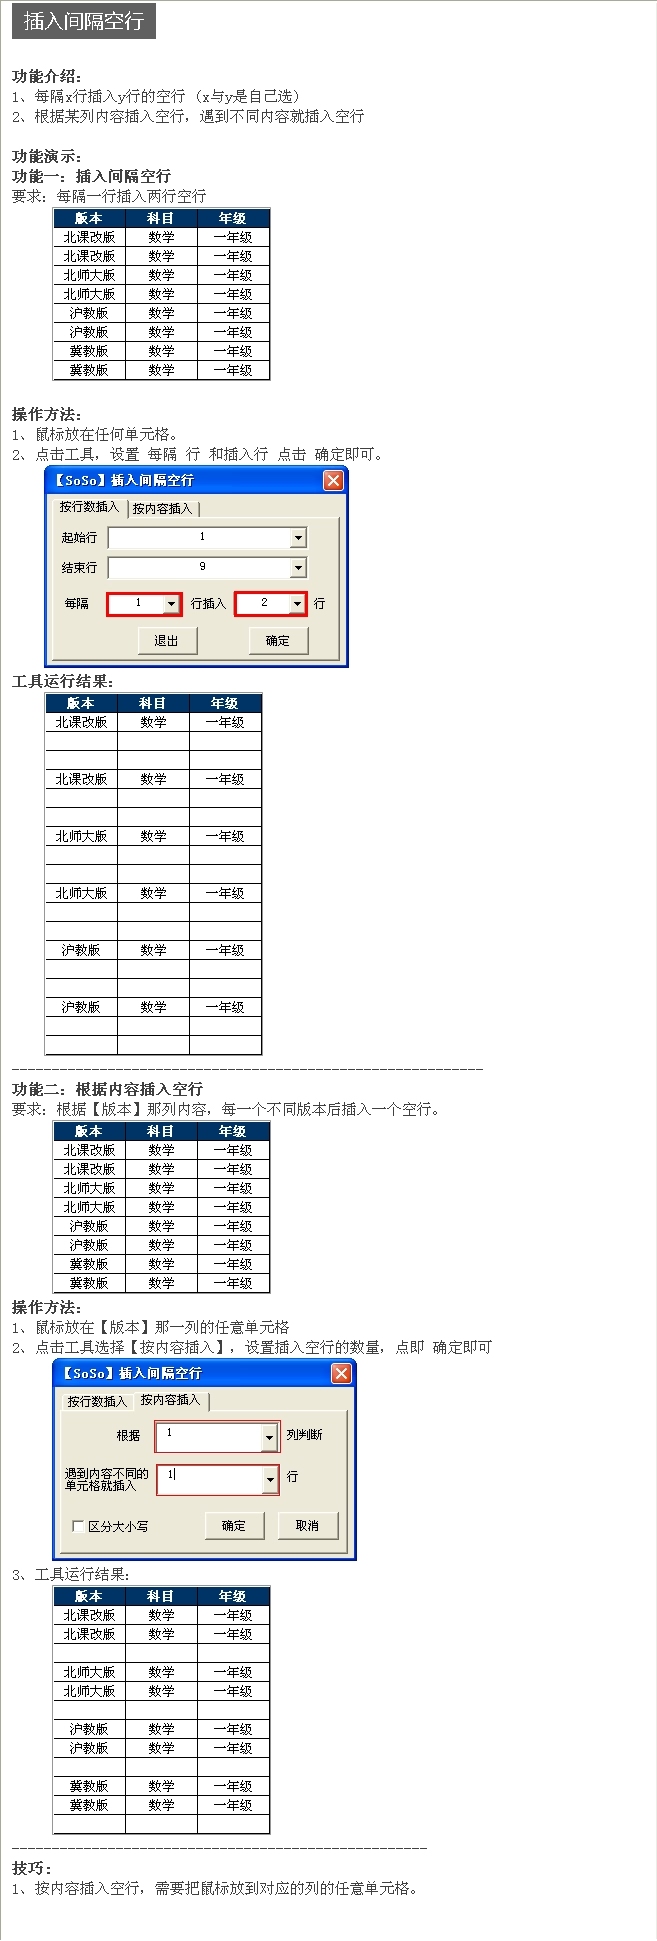 插入间隔空行
功能介绍：
1、每隔x行插入y行的空行（x与y是自己选）
2、根据某列内容插入空行，遇到不同内容就插入空行
功能演示：
功能一：插入间隔空行
要求：每隔一行插入两行空行
版本 科目 年级
北课改版 数学 一年级
北课改版 数学 一年级
北师大版 数学 一年级
北师大版 数学 一年级
沪教版 数学 一年级
沪教版 数学 一年级
冀教版 数学 一年级
冀教版 数学 一年级
操作方法：
1、鼠标放在任何单元格。
2、点击工具，设置 每隔 行 和插入行 点击 确定即可。
【SoSo】插入间隔空行
按行数插入 按内容插入
起始行 1
结束行 9
每隔 1 行插入 2 行
退出 确定
工具运行结果：
版本 科目 年级
北课改版 数学 一年级
北课改版 数学 一年级
北师大版 数学 一年级
北师大版 数学 一年级
沪教版 数学 一年级
沪教版 数学 一年级
-----------------------------------------------------------
功能二：根据内容插入空行
要求：根据【版本】那列内容，每一个不同版本后插入一个空行。
版本 科目 年级
北课改版 数学 一年级
北课改版 数学 一年级
北师大版 数学 一年级
北师大版 数学 一年级
沪教版 数学 一年级
沪教版 数学 一年级
冀教版 数学 一年级
冀教版 数学 一年级
操作方法：
1、鼠标放在【版本】那一列的任意单元格
2、点击工具选择【按内容插入】，设置插入空行的数量，点即 确定即可
【SoSo】插入间隔空行
按行数插入 按内容插入
根据 1 列判断
遇到内容不同的
单元格就插入 1 行
区分大小写 确定 取消
3、工具运行结果：
版本 科目 年级
北课改版 数学 一年级
北课改版 数学 一年级
北师大版 数学 一年级
北师大版 数学 一年级
沪教版 数学 一年级
沪教版 数学 一年级
冀教版 数学 一年级
冀教版 数学 一年级
----------------------------------------------------
技巧：
1、按内容插入空行，需要把鼠标放到对应的列的任意单元格。